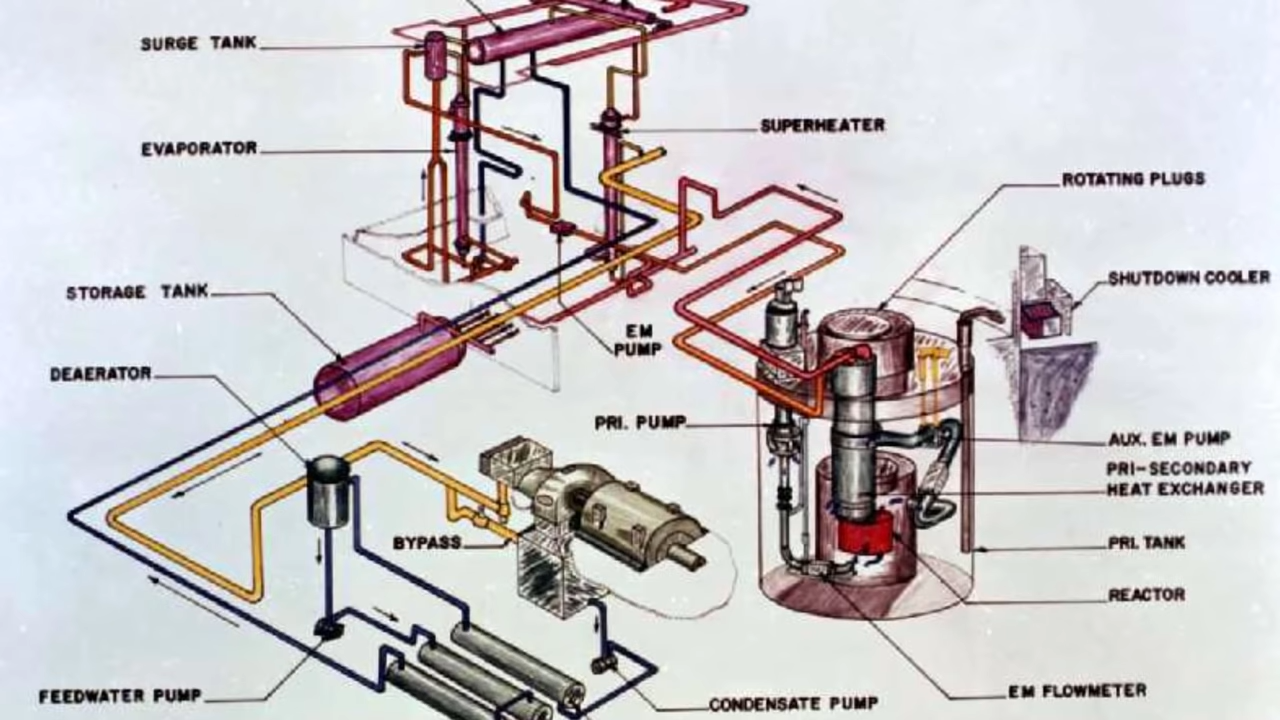 SURGE TANK
EVAPORATOR
SUPERHEATER
ROTATING PLUGS
SHUTDOWN COOLER
STORAGE TANK
EM
PUMP
DEAERATOR
PRI. PUMP
AUX. EM PUMP
PRI-SECONDARY
HEAT EXCHANGER
BYPASS
PRI. TANK
REACTOR
FEEDWATER PUMP
CONDENSATE PUMP
EM FLOWMETER